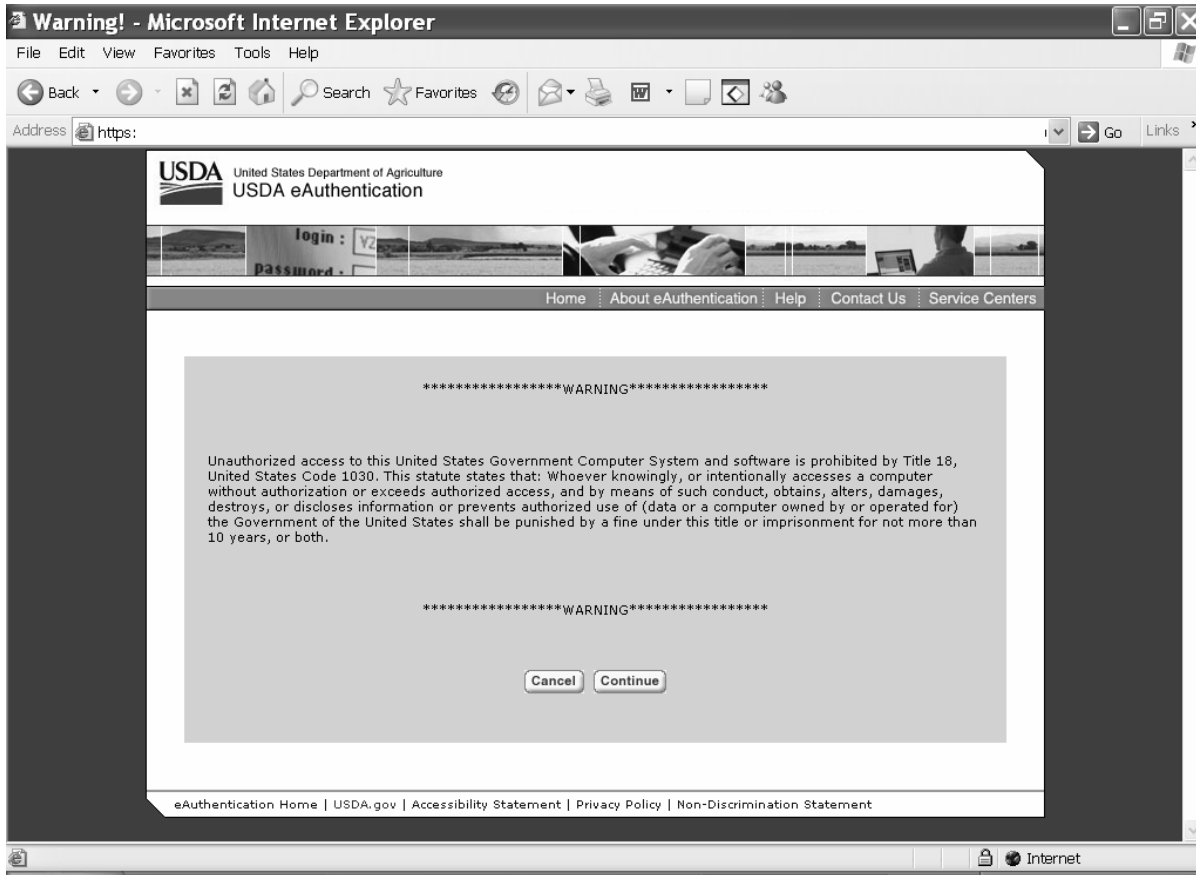 Warning! - Microsoft Internet Explorer
File Edit View Favorites Tools Help
Back Search Favorites
Address https: Go Links
USDA United States Department of Agriculture
USDA eAuthentication
login : Y2
password :
Home About eAuthentication Help Contact Us Service Centers
*****************WARNING*****************
Unauthorized access to this United States Government Computer System and software is prohibited by Title 18,
United States Code 1030. This statute states that: Whoever knowingly, or intentionally accesses a computer
without authorization or exceeds authorized access, and by means of such conduct, obtains, alters, damages,
destroys, or discloses information or prevents authorized use of (data or a computer owned by or operated for)
the Government of the United States shall be punished by a fine under this title or imprisonment for not more than
10 years, or both.
*****************WARNING*****************
Cancel Continue
eAuthentication Home | USDA.gov | Accessibility Statement | Privacy Policy | Non-Discrimination Statement
Internet